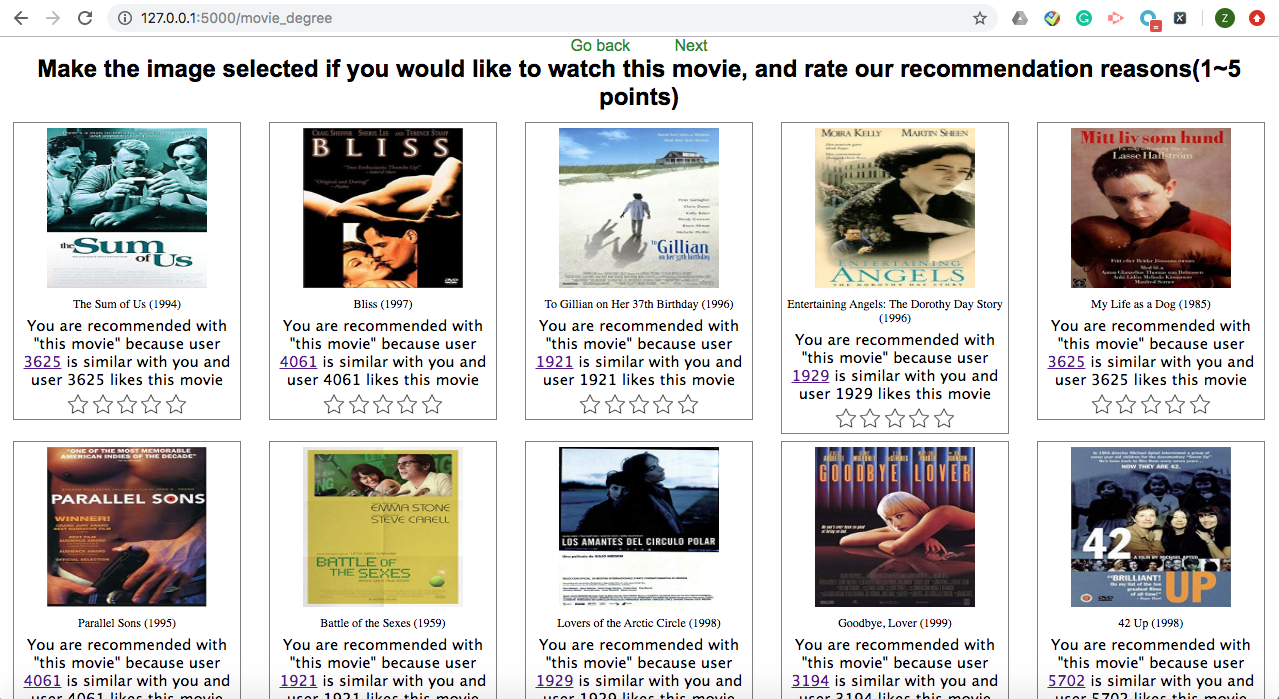 127.0.0.1:5000/movie_degree
Z
Go back Next
Make the image selected if you would like to watch this movie, and rate our recommendation reasons(1~5
points)
the Sum
of Us
The Sum of Us (1994)
You are recommended with
"this movie" because user
3625 is similar with you and
user 3625 likes this movie
CRAIG SHEFFER SHERYL LEE AND TERENCE STAMP
BLISS
Bliss (1997)
You are recommended with
"this movie" because user
4061 is similar with you and
user 4061 likes this movie
to Gillian
on her 37th birthday
To Gillian on Her 37th Birthday (1996)
You are recommended with
"this movie" because user
1921 is similar with you and
user 1921 likes this movie
MOIRA KELLY MARTIN SHEEN
ENTERTAINING
ANGELS
THE DOROTHY DAY STORY
Entertaining Angels: The Dorothy Day Story
(1996)
You are recommended with
"this movie" because user
1929 is similar with you and
user 1929 likes this movie
Mitt liv som hund
Lasse Hallström
My Life as a Dog (1985)
You are recommended with
"this movie" because user
3625 is similar with you and
user 3625 likes this movie
"ONE OF THE MOST MEMORABLE
AMERICAN INDIES OF THE DECADE"
PARALLEL SONS
WINNER!
Parallel Sons (1995)
You are recommended with
"this movie" because user
4061 is similar with you and
user 4061 likes this movie
EMMA STONE
STEVE CARELL
BATTLE OF
THE SEXES
Battle of the Sexes (1959)
You are recommended with
"this movie" because user
1921 is similar with you and
user 1921 likes this movie
LOS AMANTES DEL CIRCULO POLAR
Lovers of the Arctic Circle (1998)
You are recommended with
"this movie" because user
1929 is similar with you and
user 1929 likes this movie
GOODBYE LOVER
Goodbye, Lover (1999)
You are recommended with
"this movie" because user
3194 is similar with you and
user 3194 likes this movie
NOW THEY ARE 42.
42
A FILM BY MICHAEL APTED
"BRILLIANT!
UP
42 Up (1998)
You are recommended with
"this movie" because user
5702 is similar with you and
user 5702 likes this movie